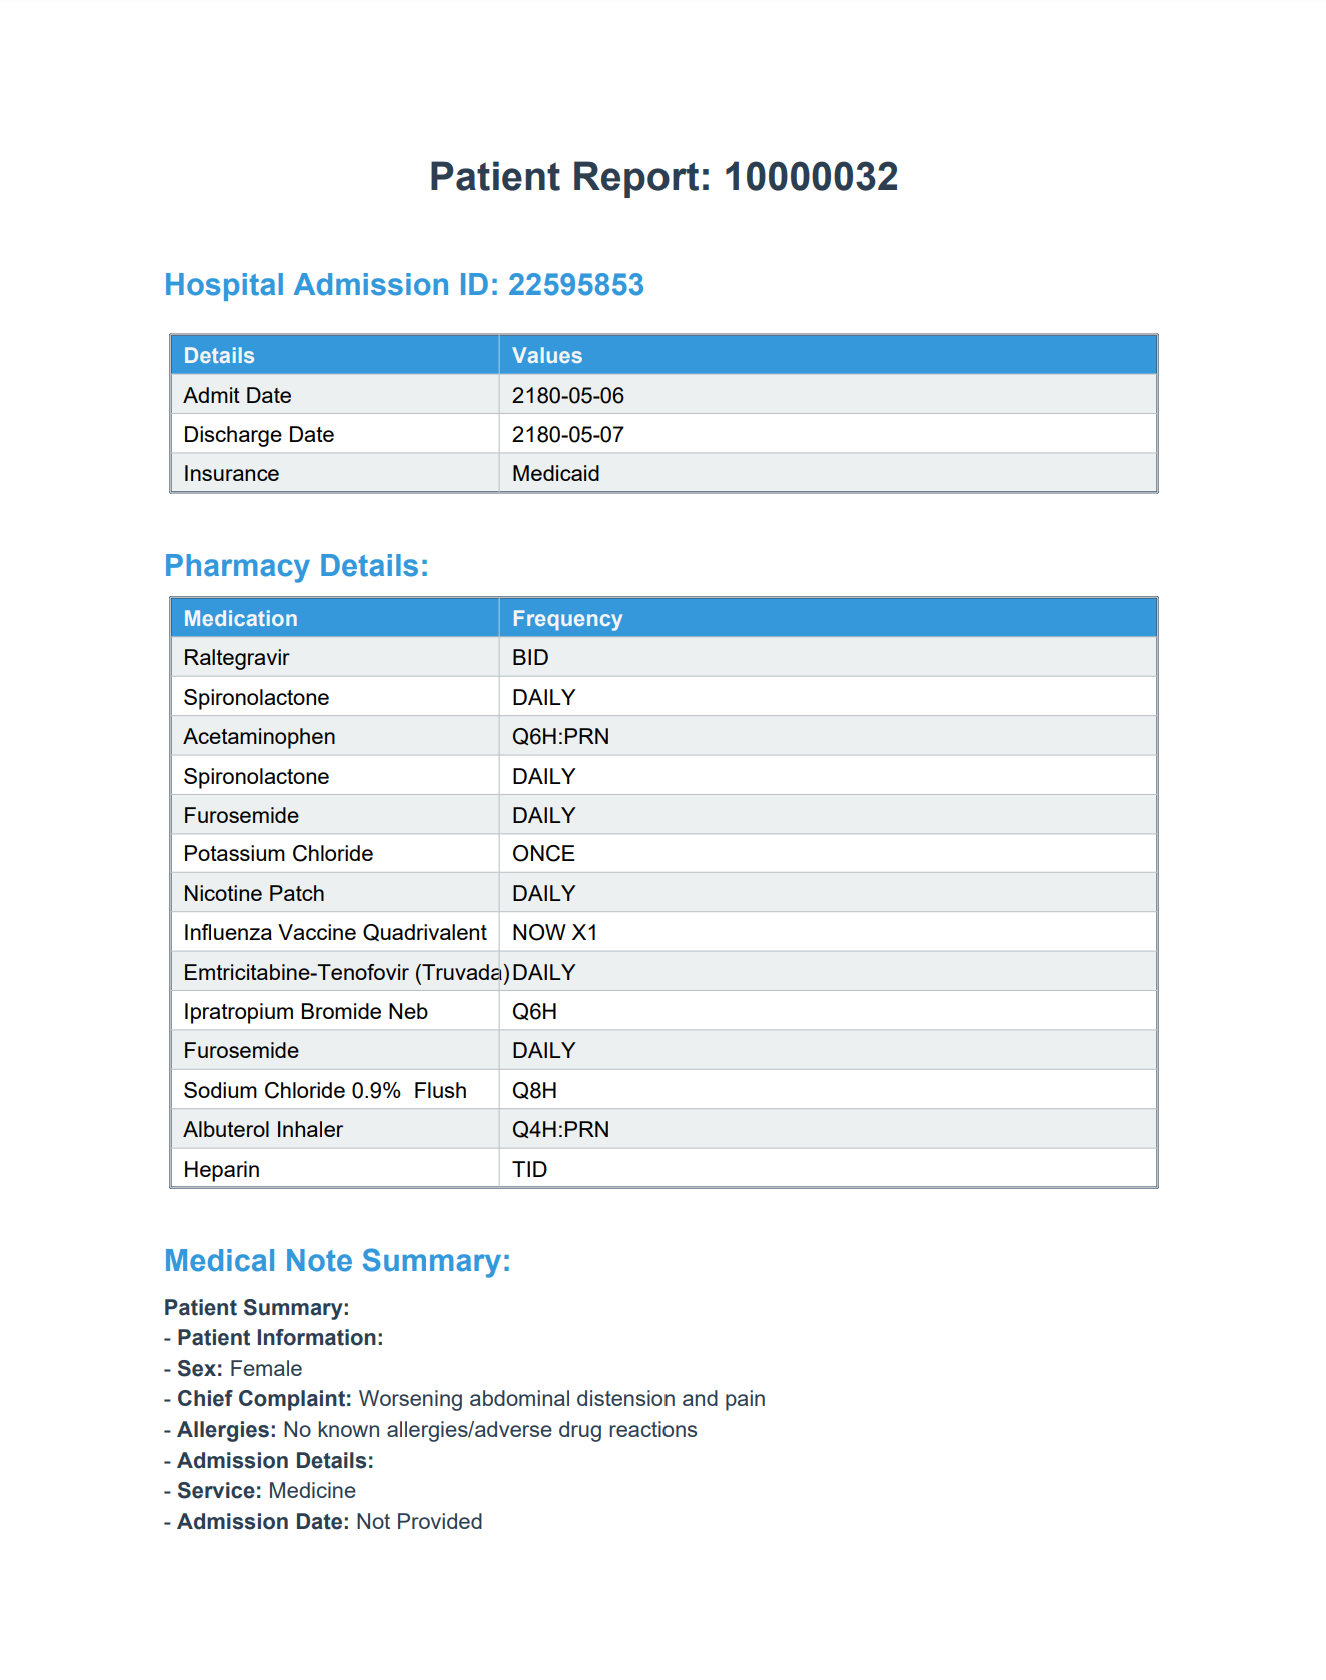 Patient Report: 10000032
Hospital Admission ID: 22595853
Details Values
Admit Date 2180-05-06
Discharge Date 2180-05-07
Insurance Medicaid
Pharmacy Details:
Medication Frequency
Raltegravir BID
Spironolactone DAILY
Acetaminophen Q6H:PRN
Spironolactone DAILY
Furosemide DAILY
Potassium Chloride ONCE
Nicotine Patch DAILY
Influenza Vaccine Quadrivalent NOW X1
Emtricitabine-Tenofovir (Truvada) DAILY
Ipratropium Bromide Neb Q6H
Furosemide DAILY
Sodium Chloride 0.9%  Flush Q8H
Albuterol Inhaler Q4H:PRN
Heparin TID
Medical Note Summary:
Patient Summary:
- Patient Information:
- Sex: Female
- Chief Complaint: Worsening abdominal distension and pain
- Allergies: No known allergies/adverse drug reactions
- Admission Details:
- Service: Medicine
- Admission Date: Not Provided